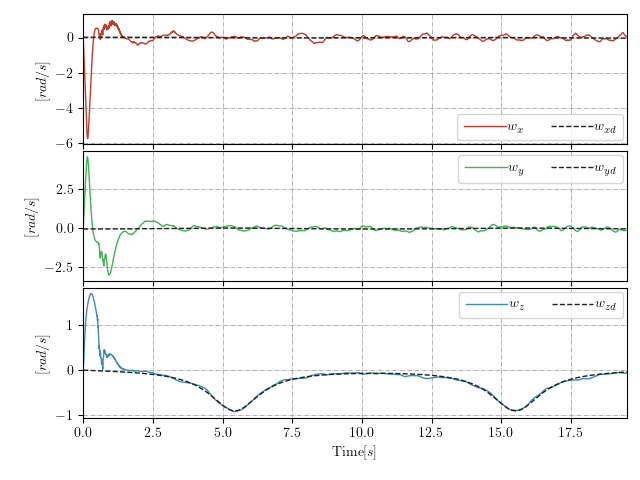 0
−2
−4
−6
[rad/s]
w_x
w_xd
2.5
0.0
−2.5
[rad/s]
w_y
w_yd
1
0
−1
[rad/s]
w_z
w_zd
0.0 2.5 5.0 7.5 10.0 12.5 15.0 17.5
Time[s]